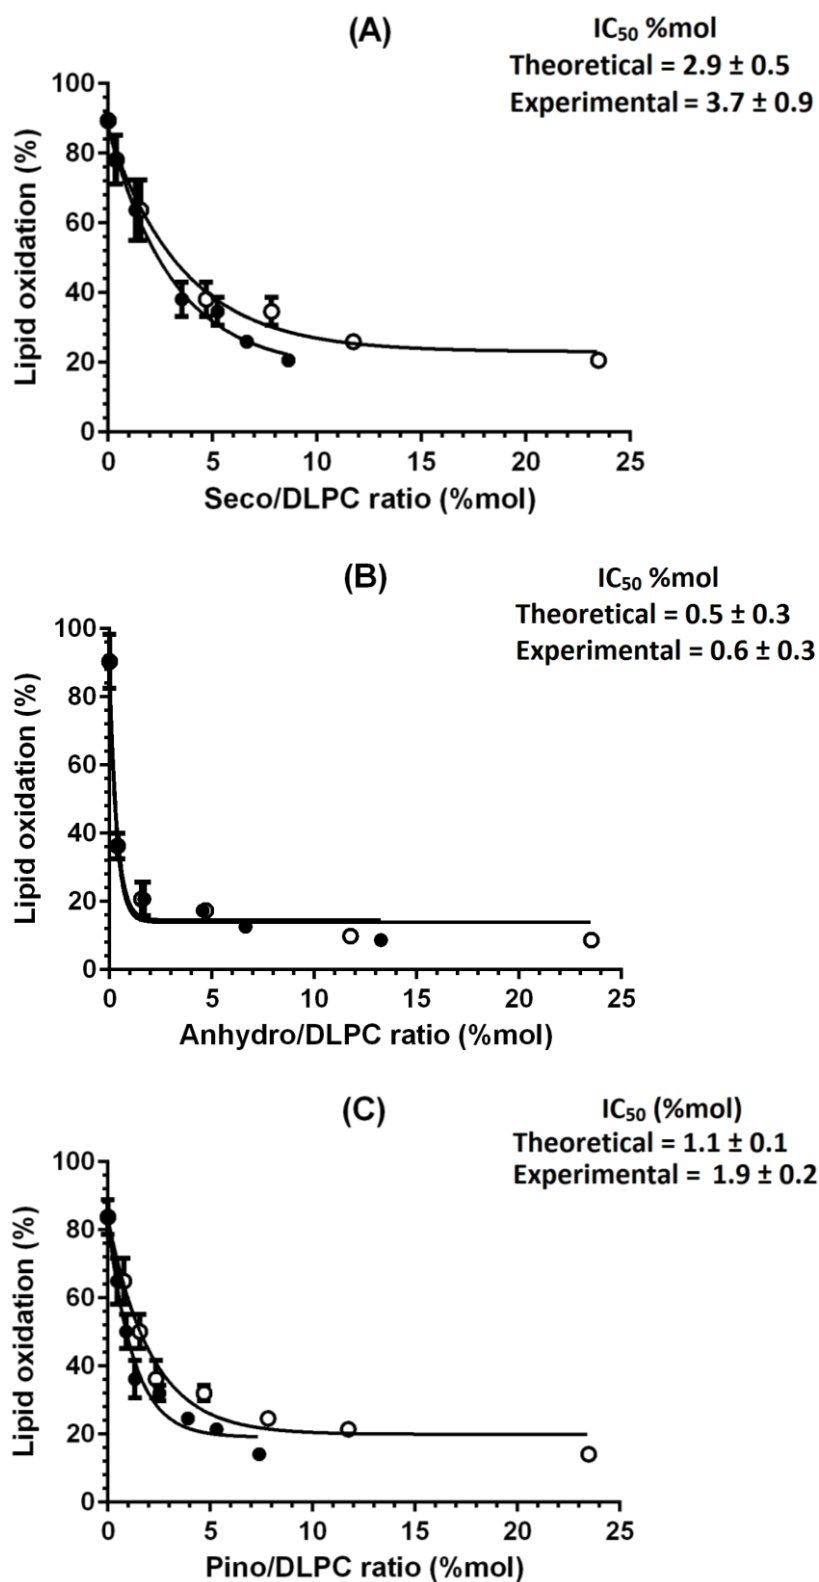 (A)
IC₅₀ %mol
Theoretical = 2.9 ± 0.5
Experimental = 3.7 ± 0.9
100
80
60
40
20
0
Lipid oxidation (%)
0 5 10 15 20 25
Seco/DLPC ratio (%mol)
(B)
IC₅₀ %mol
Theoretical = 0.5 ± 0.3
Experimental = 0.6 ± 0.3
100
80
60
40
20
0
Lipid oxidation (%)
0 5 10 15 20 25
Anhydro/DLPC ratio (%mol)
(C)
IC₅₀ (%mol)
Theoretical = 1.1 ± 0.1
Experimental = 1.9 ± 0.2
100
80
60
40
20
0
Lipid oxidation (%)
0 5 10 15 20 25
Pino/DLPC ratio (%mol)